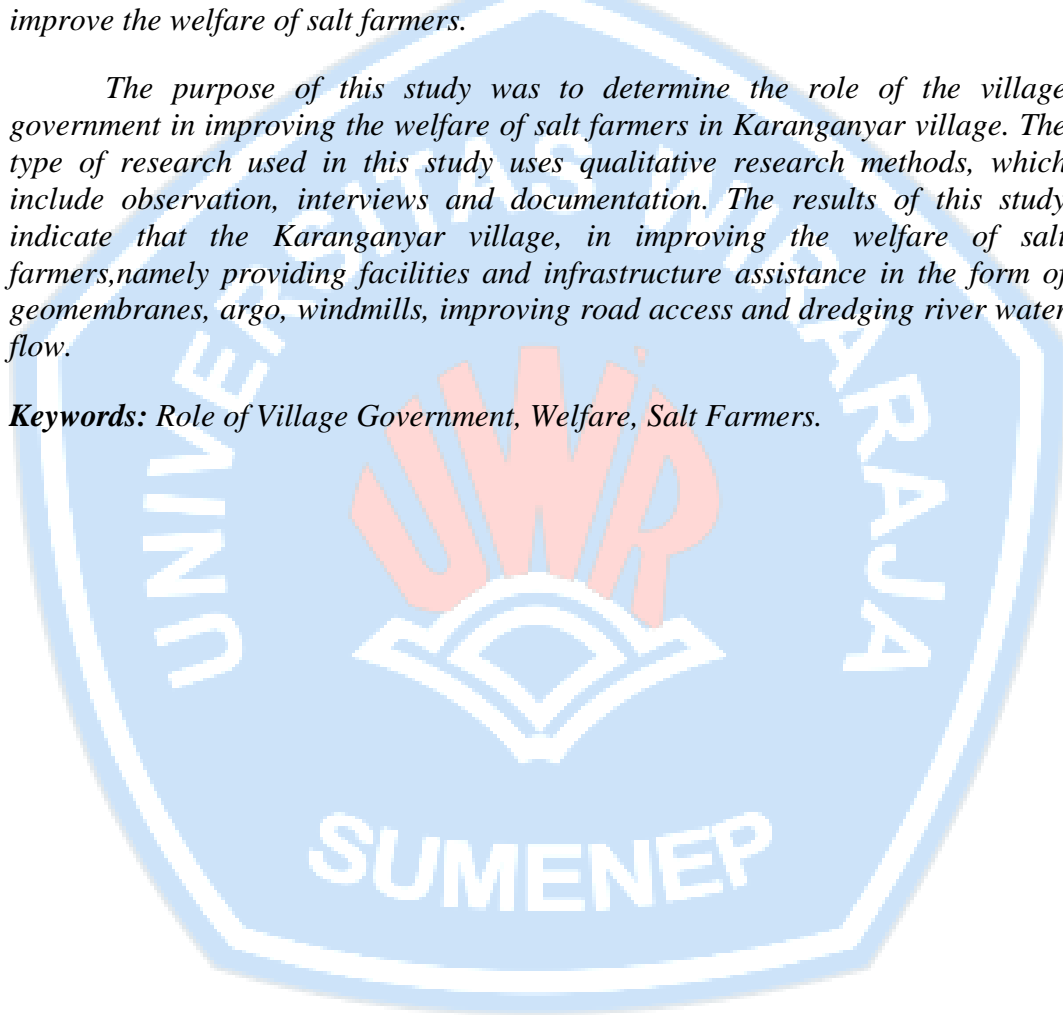 improve the welfare of salt farmers.
The purpose of this study was to determine the role of the village
government in improving the welfare of salt farmers in Karanganyar village. The
type of research used in this study uses qualitative research methods, which
include observation, interviews and documentation. The results of this study
indicate that the Karanganyar village, in improving the welfare of salt
farmers,namely providing facilities and infrastructure assistance in the form of
geomembranes, argo, windmills, improving road access and dredging river water
flow.
Keywords: Role of Village Government, Welfare, Salt Farmers.
UNIVERSITAS WIRARAJA
UWR
SUMENEP